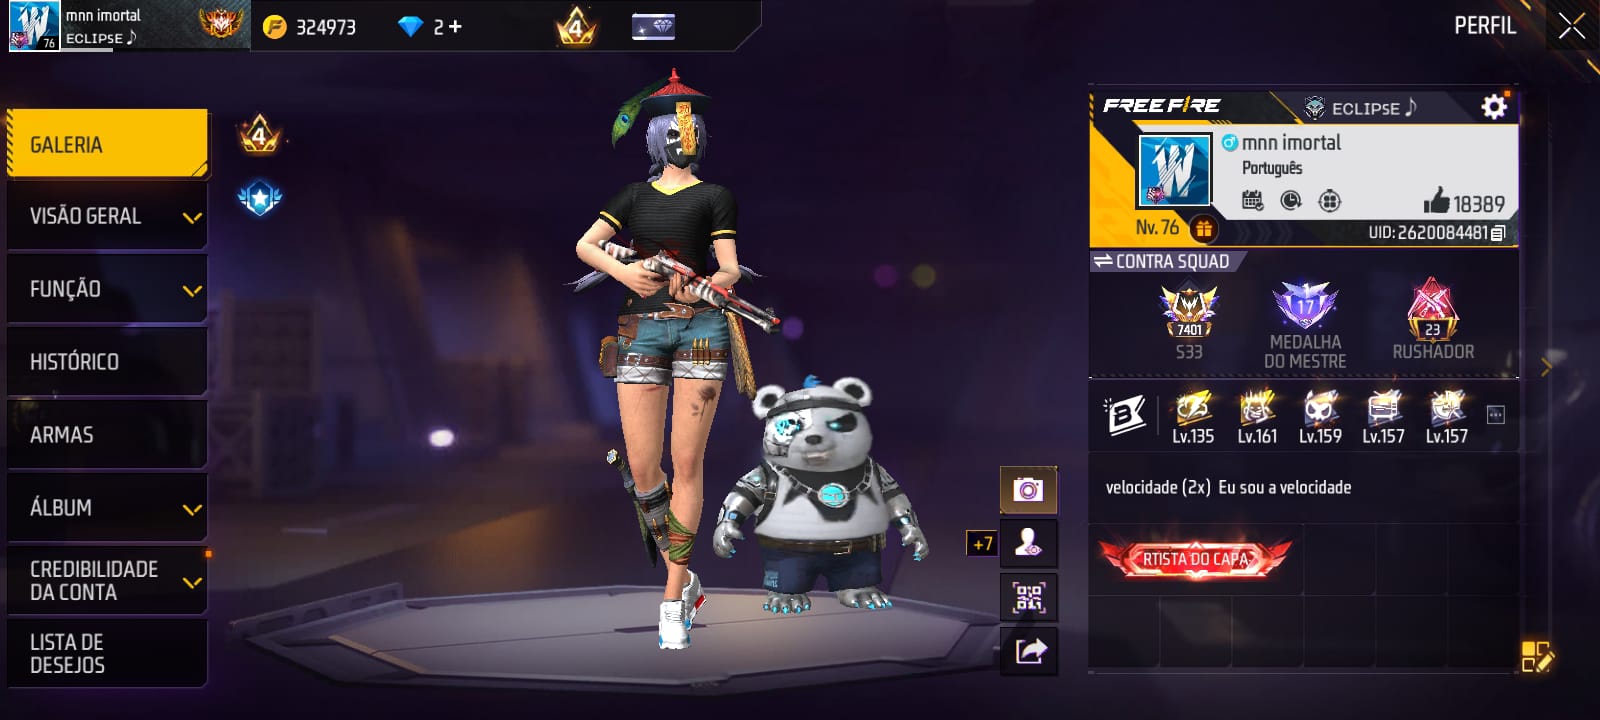 mnn imortal
ECLIPSE♪
76
324973
2+
4
PERFIL
GALERIA
4
VISÃO GERAL
FUNÇÃO
HISTÓRICO
ARMAS
ÁLBUM
CREDIBILIDADE
DA CONTA
LISTA DE
DESEJOS
+7
FREE FIRE
ECLIPSE♪
W
mnn imortal
Português
18389
Nv. 76
UID: 2620084481
CONTRA SQUAD
7401
S33
17
MEDALHA
DO MESTRE
23
RUSHADOR
Lv.135
Lv.161
Lv.159
Lv.157
Lv.157
velocidade (2x) Eu sou a velocidade
RTISTA DO CAPA